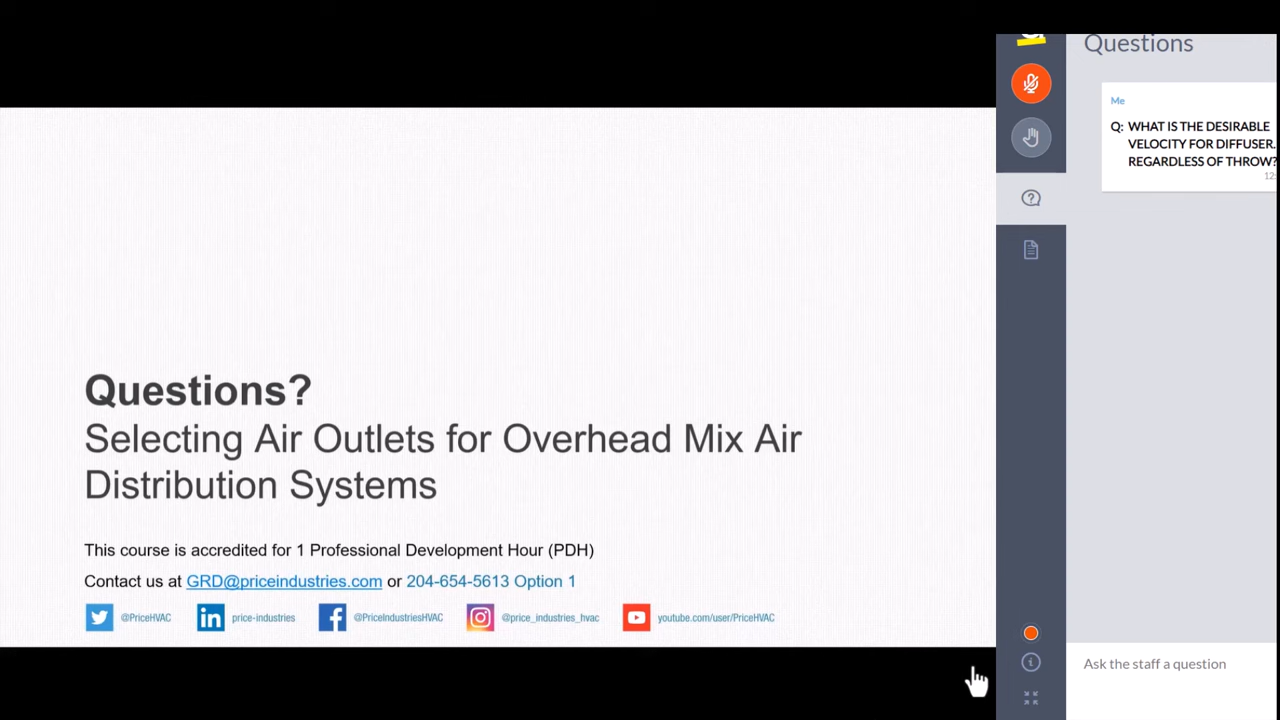 Questions?
Selecting Air Outlets for Overhead Mix Air
Distribution Systems
This course is accredited for 1 Professional Development Hour (PDH)
Contact us at GRD@priceindustries.com or 204-654-5613 Option 1
@PriceHVAC price-industries @PriceIndustriesHVAC @price_industries_hvac youtube.com/user/PriceHVAC
Questions
Me
Q: WHAT IS THE DESIRABLE
VELOCITY FOR DIFFUSER.
REGARDLESS OF THROW?
Ask the staff a question